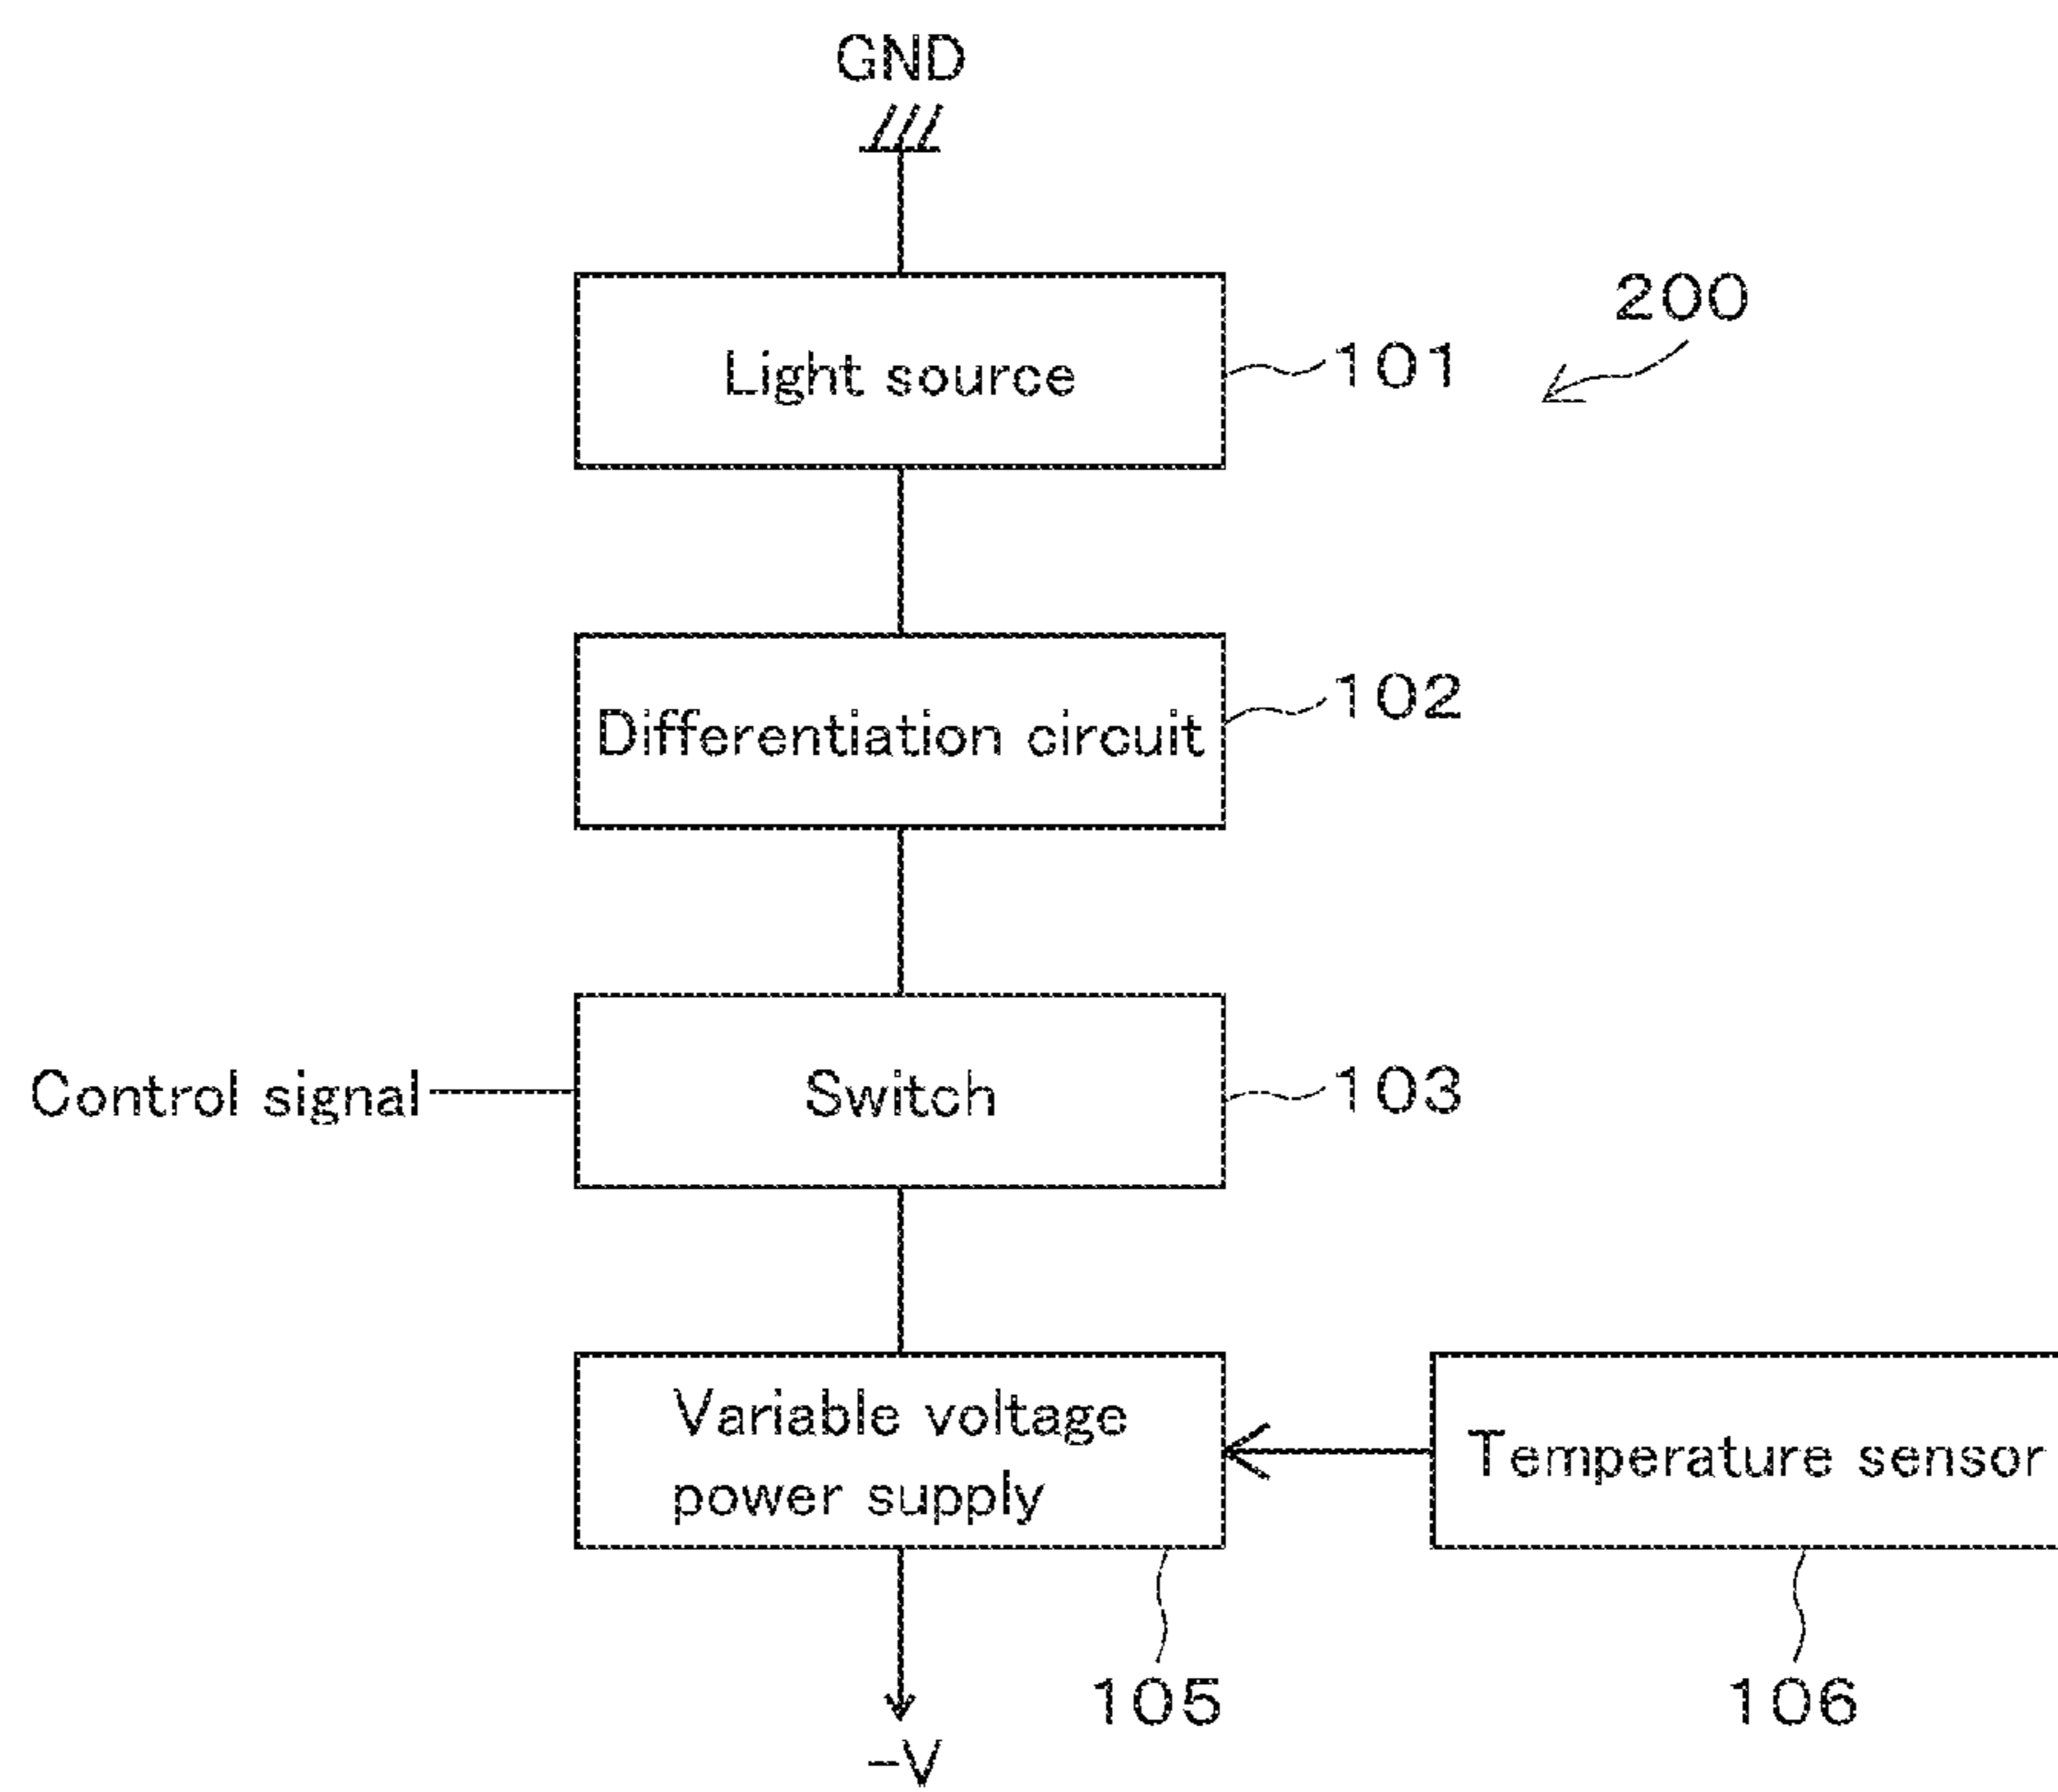 GND
200
Light source
101
Differentiation circuit
102
Control signal
Switch
103
Variable voltage
power supply
Temperature sensor
105
106
-V